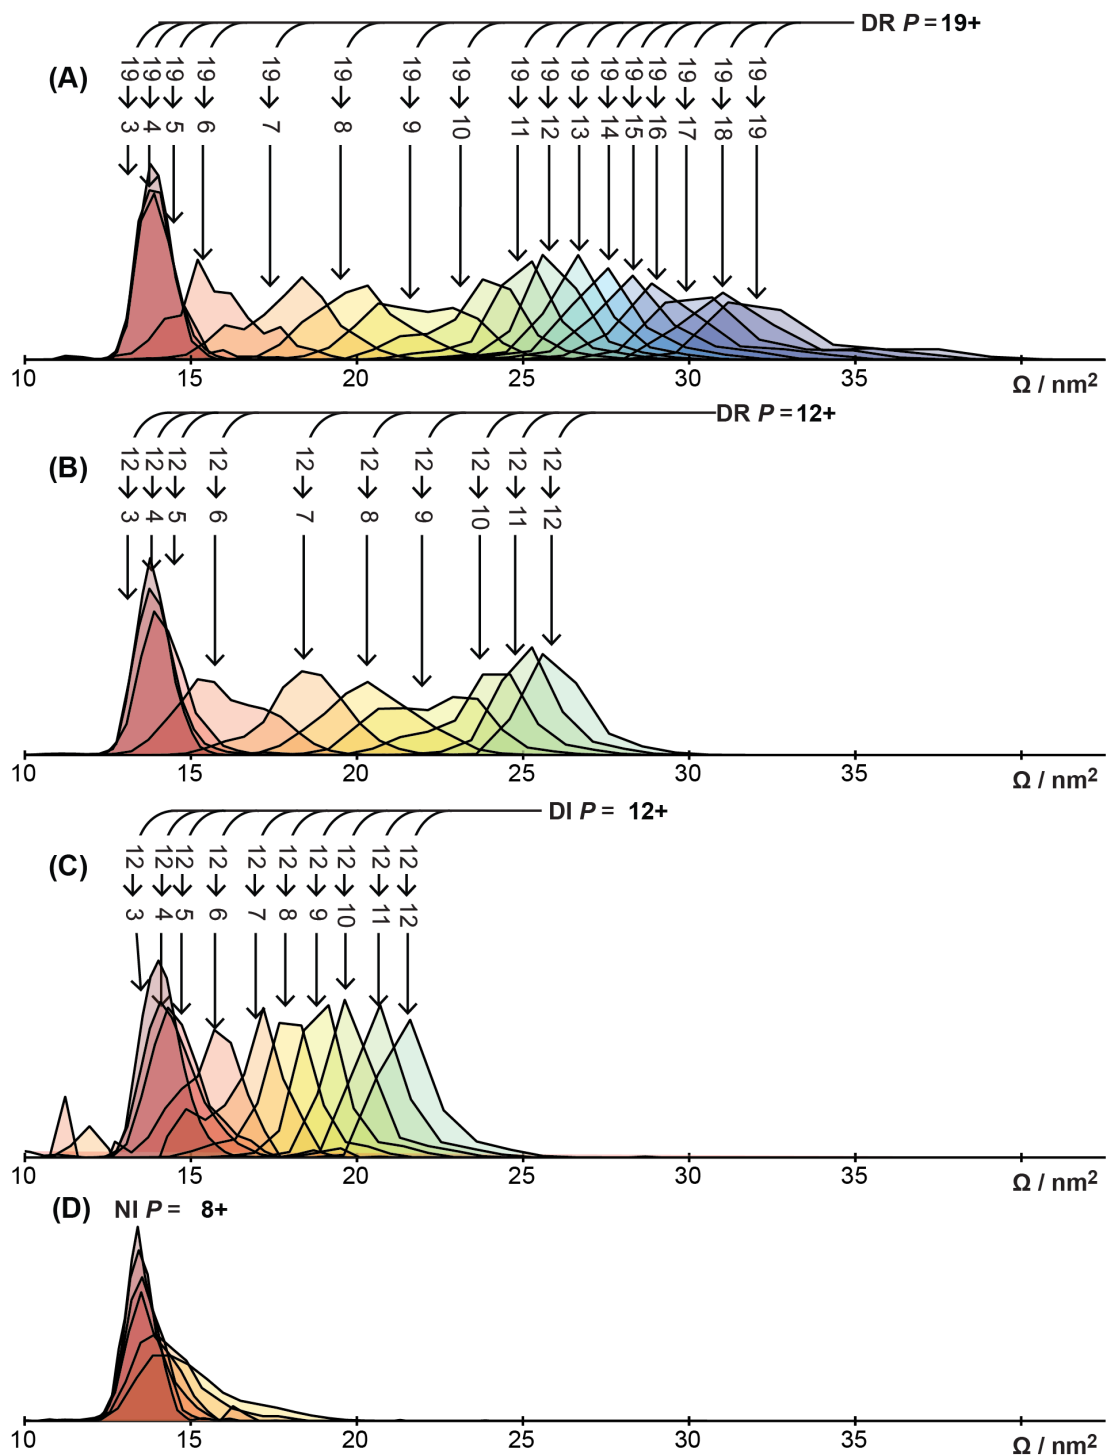 DR P = 19+
(A)
19→3 19→4 19→5 19→6 19→7 19→8 19→9 19→10 19→11 19→12 19→13 19→14 19→15 19→16 19→17 19→18 19→19
10 15 20 25 30 35
Ω / nm²
DR P = 12+
(B)
12→3 12→4 12→5 12→6 12→7 12→8 12→9 12→10 12→11 12→12
10 15 20 25 30 35
Ω / nm²
DI P = 12+
(C)
12→3 12→4 12→5 12→6 12→7 12→8 12→9 12→10 12→11 12→12
10 15 20 25 30 35
Ω / nm²
(D) NI P = 8+
10 15 20 25 30 35
Ω / nm²